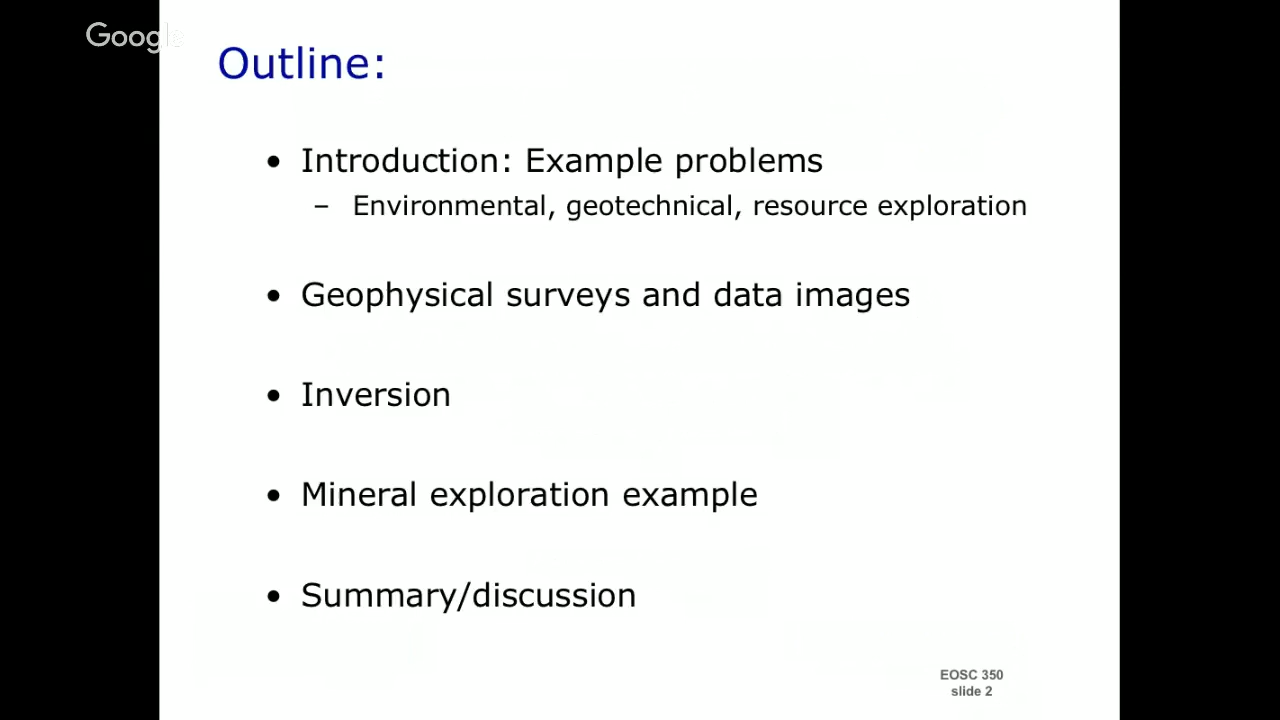 Google
Outline:
• Introduction: Example problems
– Environmental, geotechnical, resource exploration
• Geophysical surveys and data images
• Inversion
• Mineral exploration example
• Summary/discussion
EOSC 350
slide 2